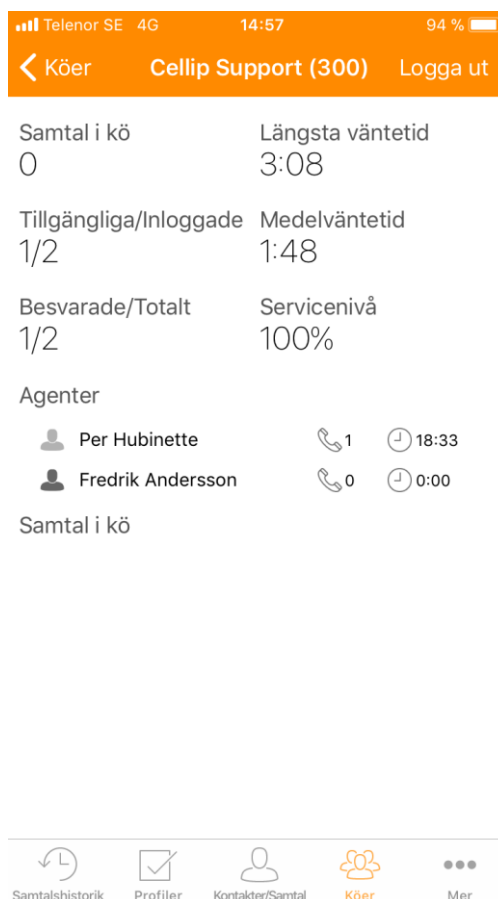 Telenor SE 4G 14:57 94 %
Köer Cellip Support (300) Logga ut
Samtal i kö Längsta väntetid
0 3:08
Tillgängliga/Inloggade Medelväntetid
1/2 1:48
Besvarade/Totalt Servicenivå
1/2 100%
Agenter
Per Hubinette 1 18:33
Fredrik Andersson 0 0:00
Samtal i kö
Samtalshistorik Profiler Kontakter/Samtal Köer Mer